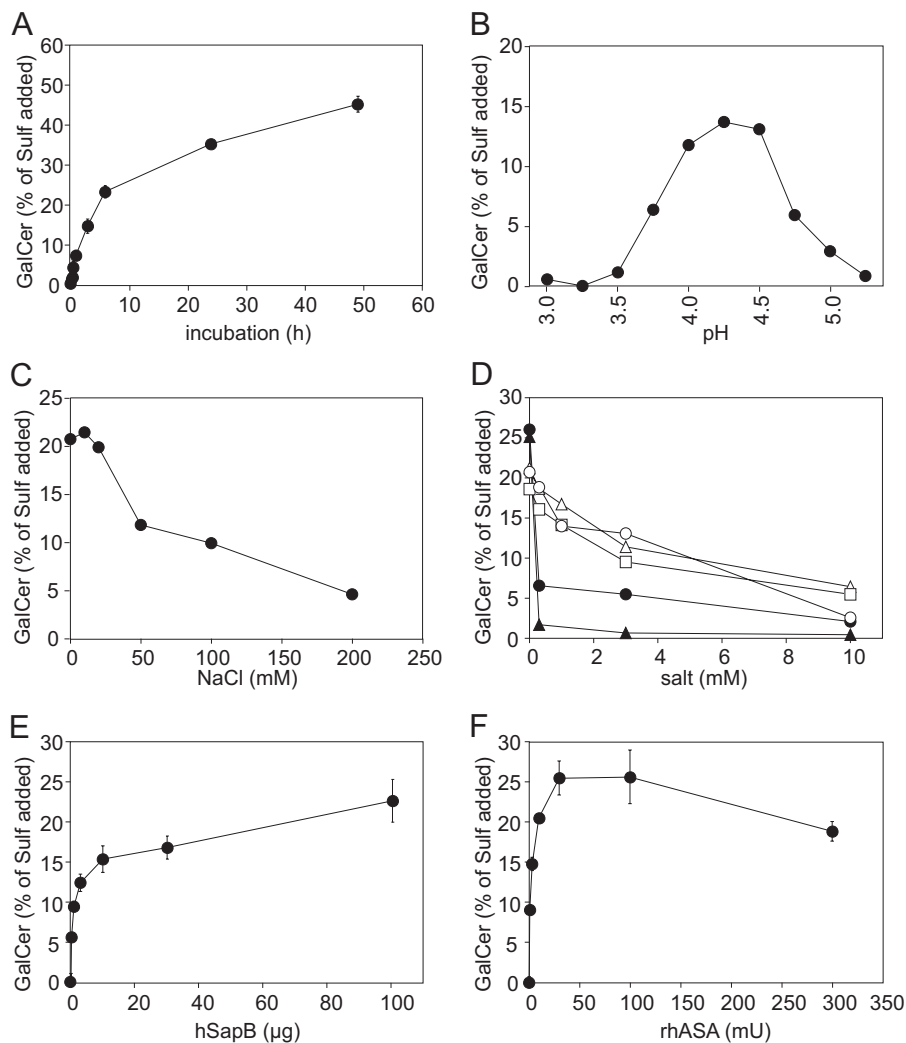 A
B
60
50
40
30
20
10
0
GalCer (% of Sulf added)
0 10 20 30 40 50 60
incubation (h)
20
15
10
5
0
GalCer (% of Sulf added)
3.0 3.5 4.0 4.5 5.0
pH
C
D
25
20
15
10
5
0
GalCer (% of Sulf added)
0 50 100 150 200 250
NaCl (mM)
30
25
20
15
10
5
0
GalCer (% of Sulf added)
0 2 4 6 8 10
salt (mM)
E
F
30
25
20
15
10
5
0
GalCer (% of Sulf added)
0 20 40 60 80 100
hSapB (µg)
30
25
20
15
10
5
0
GalCer (% of Sulf added)
0 50 100 150 200 250 300 350
rhASA (mU)